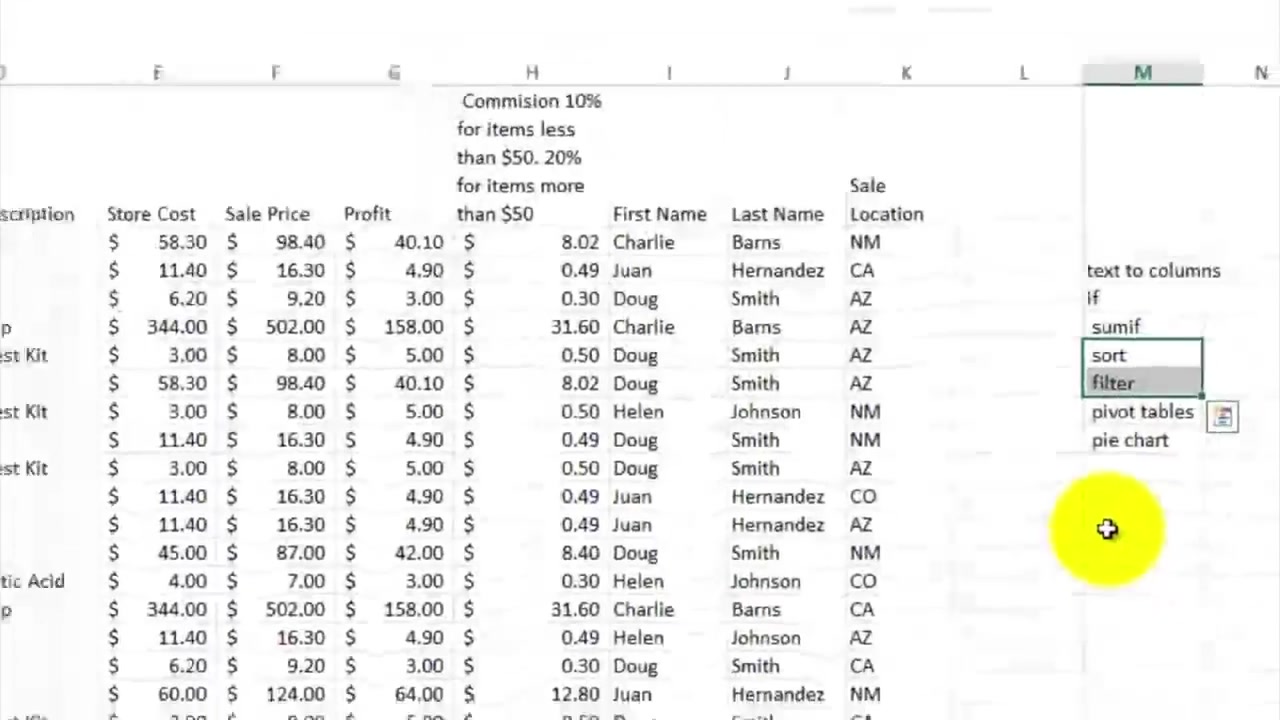 E F G H I J K L M N
Commision 10%
for items less
than $50. 20%
for items more
than $50
Sale
Location
scription Store Cost Sale Price Profit First Name Last Name
$ 58.30 $ 98.40 $ 40.10 $ 8.02 Charlie Barns NM
$ 11.40 $ 16.30 $ 4.90 $ 0.49 Juan Hernandez CA text to columns
$ 6.20 $ 9.20 $ 3.00 $ 0.30 Doug Smith AZ if
p $ 344.00 $ 502.00 $ 158.00 $ 31.60 Charlie Barns AZ sumif
est Kit $ 3.00 $ 8.00 $ 5.00 $ 0.50 Doug Smith AZ sort
$ 58.30 $ 98.40 $ 40.10 $ 8.02 Doug Smith AZ filter
est Kit $ 3.00 $ 8.00 $ 5.00 $ 0.50 Helen Johnson NM pivot tables
$ 11.40 $ 16.30 $ 4.90 $ 0.49 Doug Smith NM pie chart
est Kit $ 3.00 $ 8.00 $ 5.00 $ 0.50 Doug Smith AZ
$ 11.40 $ 16.30 $ 4.90 $ 0.49 Juan Hernandez CO
$ 11.40 $ 16.30 $ 4.90 $ 0.49 Juan Hernandez AZ
$ 45.00 $ 87.00 $ 42.00 $ 8.40 Doug Smith NM
tic Acid $ 4.00 $ 7.00 $ 3.00 $ 0.30 Helen Johnson CO
p $ 344.00 $ 502.00 $ 158.00 $ 31.60 Charlie Barns CA
$ 11.40 $ 16.30 $ 4.90 $ 0.49 Helen Johnson AZ
$ 6.20 $ 9.20 $ 3.00 $ 0.30 Doug Smith CA
$ 60.00 $ 124.00 $ 64.00 $ 12.80 Juan Hernandez NM